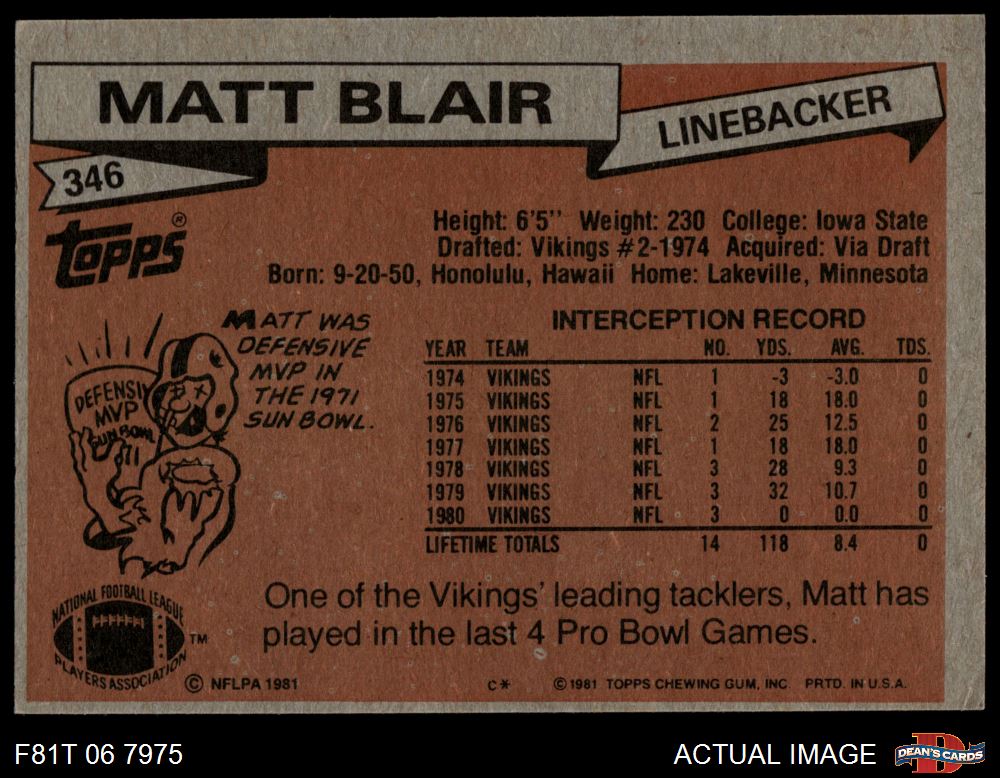 MATT BLAIR
LINEBACKER
346
TOPPS®
Height: 6'5'' Weight: 230 College: Iowa State
Drafted: Vikings #2-1974 Acquired: Via Draft
Born: 9-20-50, Honolulu, Hawaii Home: Lakeville, Minnesota
MATT WAS
DEFENSIVE
MVP IN
THE 1971
SUN BOWL.
DEFENSIV
MVP
SUN BOWL
'71
INTERCEPTION RECORD
YEAR TEAM NO. YDS. AVG. TDS.
1974 VIKINGS NFL 1 -3 -3.0 0
1975 VIKINGS NFL 1 18 18.0 0
1976 VIKINGS NFL 2 25 12.5 0
1977 VIKINGS NFL 1 18 18.0 0
1978 VIKINGS NFL 3 28 9.3 0
1979 VIKINGS NFL 3 32 10.7 0
1980 VIKINGS NFL 3 0 0.0 0
LIFETIME TOTALS 14 118 8.4 0
One of the Vikings' leading tacklers, Matt has
played in the last 4 Pro Bowl Games.
NATIONAL FOOTBALL LEAGUE
PLAYERS ASSOCIATION
TM
© NFLPA 1981 C* © 1981 TOPPS CHEWING GUM, INC. PRTD. IN U.S.A.
F81T 06 7975
ACTUAL IMAGE
D
DEAN'S CARDS